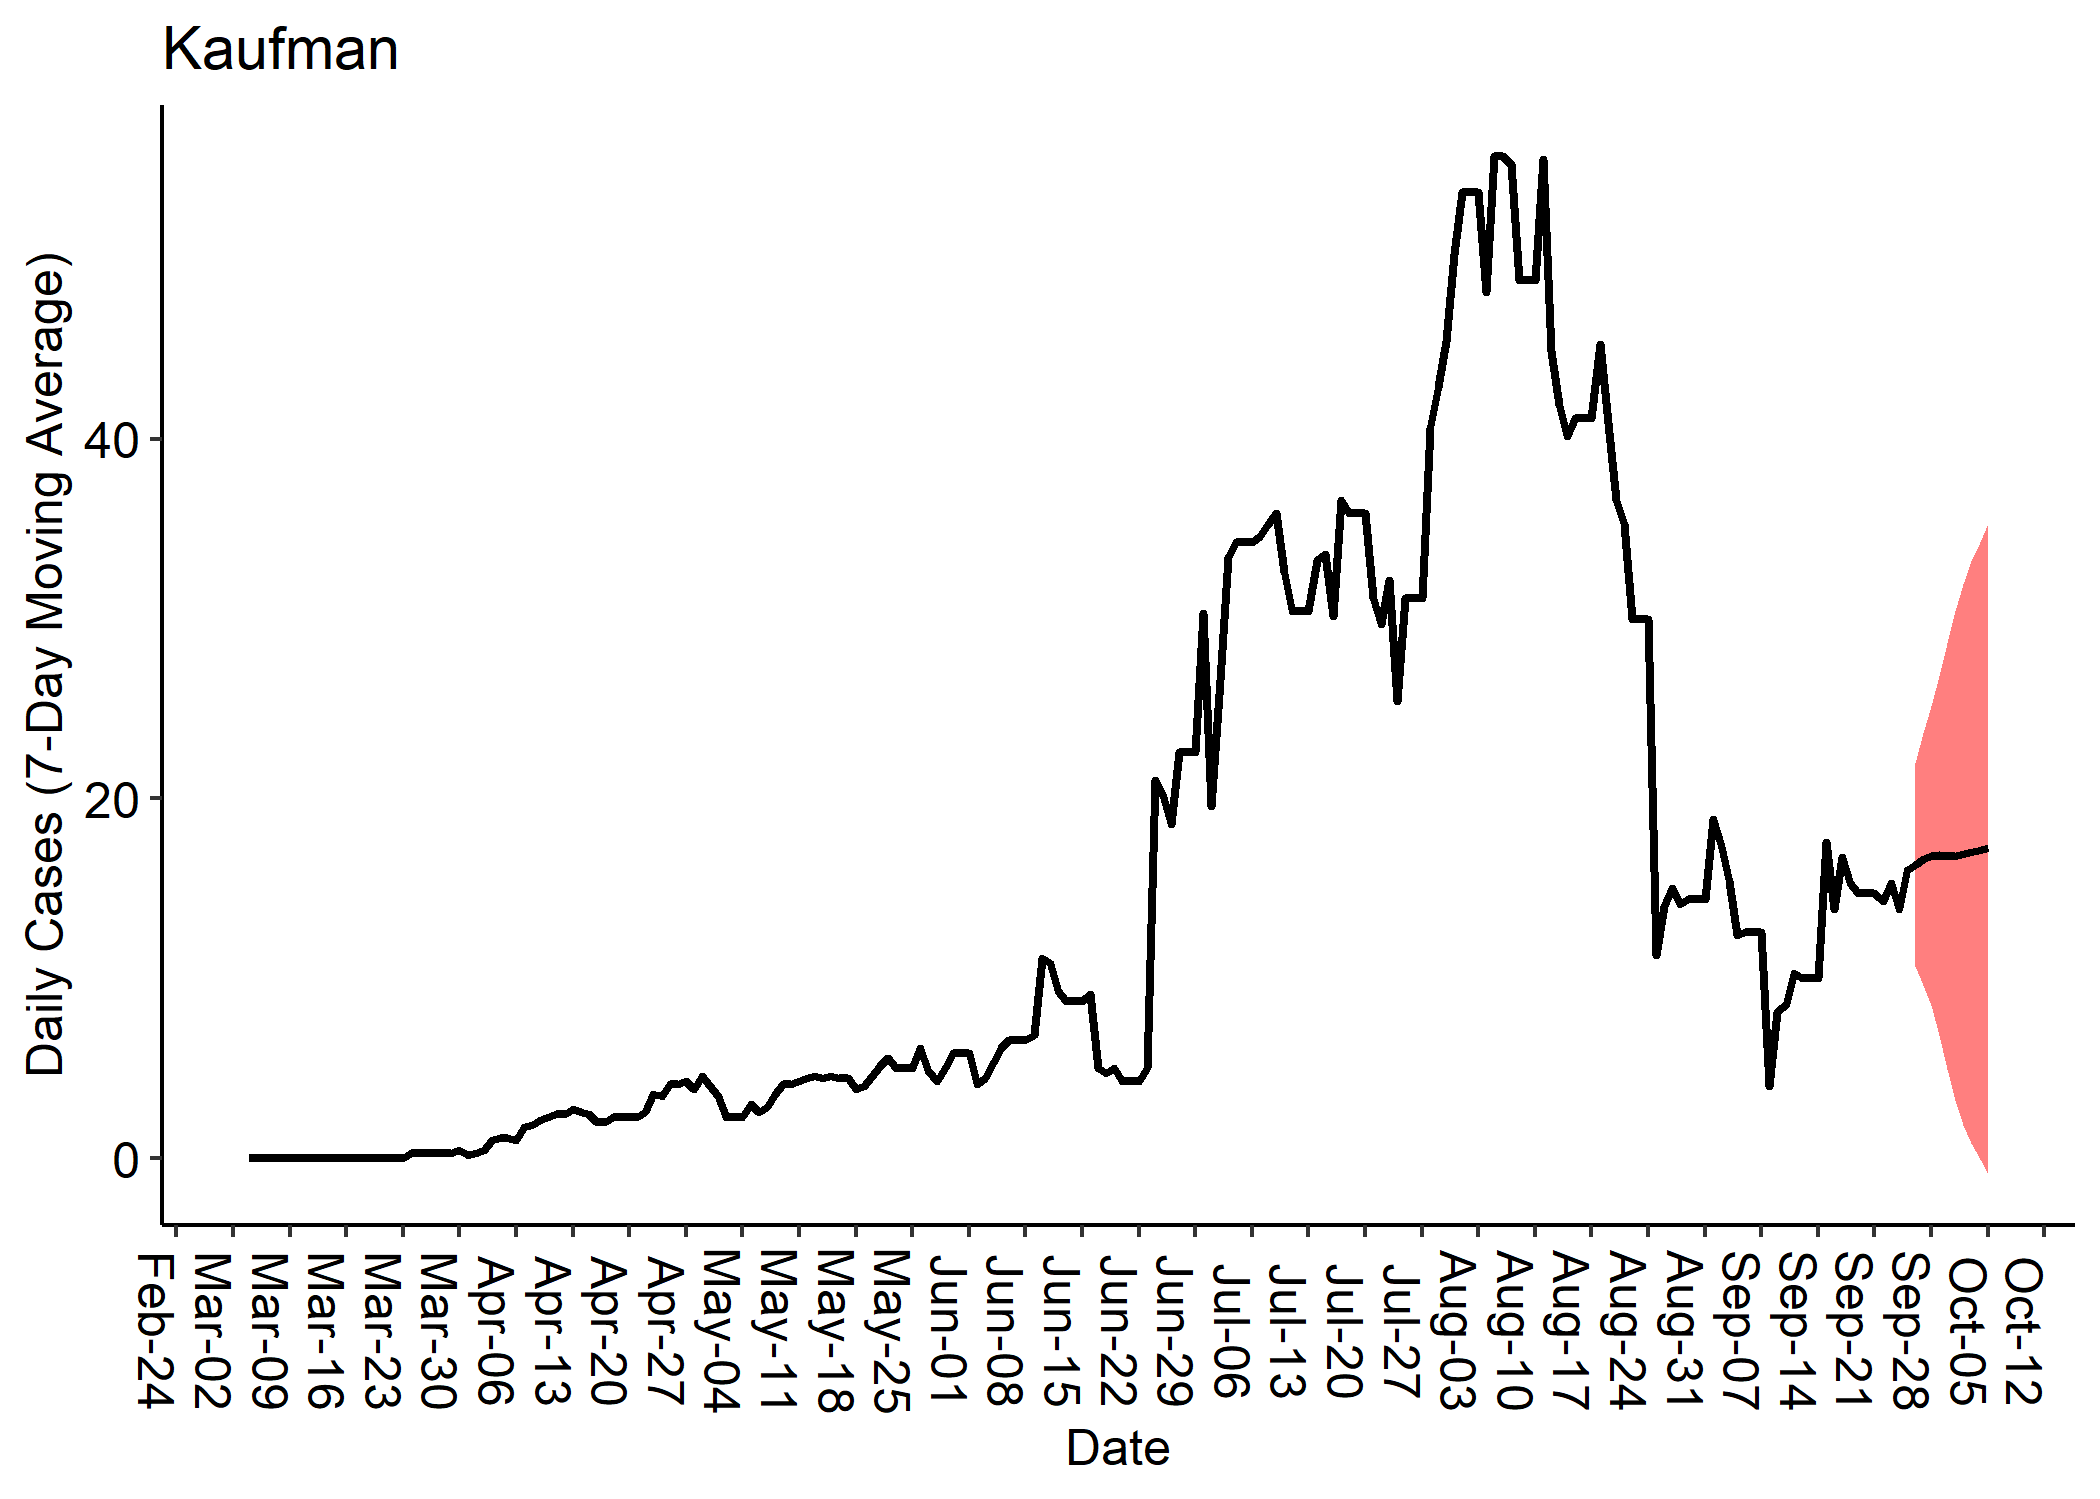 Kaufman
Daily Cases (7-Day Moving Average)
40
20
0
Feb-24
Mar-02
Mar-09
Mar-16
Mar-23
Mar-30
Apr-06
Apr-13
Apr-20
Apr-27
May-04
May-11
May-18
May-25
Jun-01
Jun-08
Jun-15
Jun-22
Jun-29
Jul-06
Jul-13
Jul-20
Jul-27
Aug-03
Aug-10
Aug-17
Aug-24
Aug-31
Sep-07
Sep-14
Sep-21
Sep-28
Oct-05
Oct-12
Date